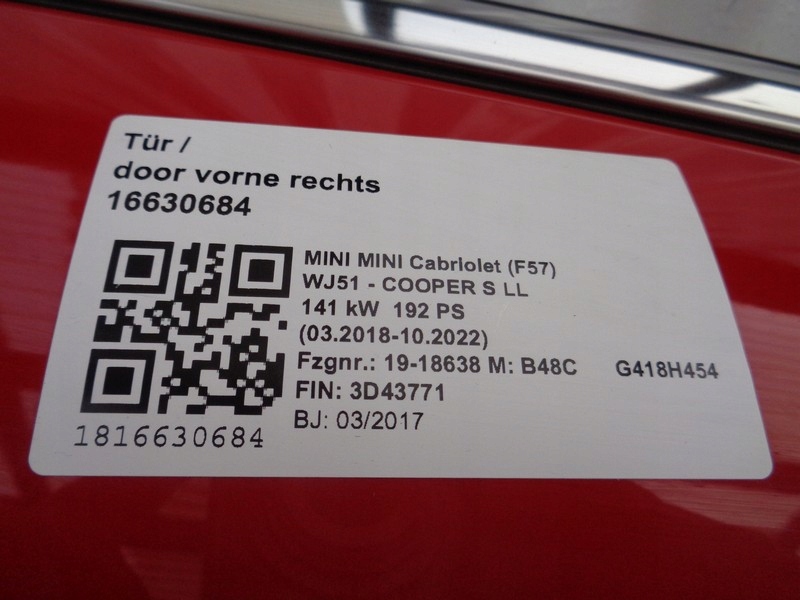 Tür /
door vorne rechts
16630684
MINI MINI Cabriolet (F57)
WJ51 - COOPER S LL
141 kW 192 PS
(03.2018-10.2022)
Fzgnr.: 19-18638 M: B48C G418H454
FIN: 3D43771
BJ: 03/2017
1816630684